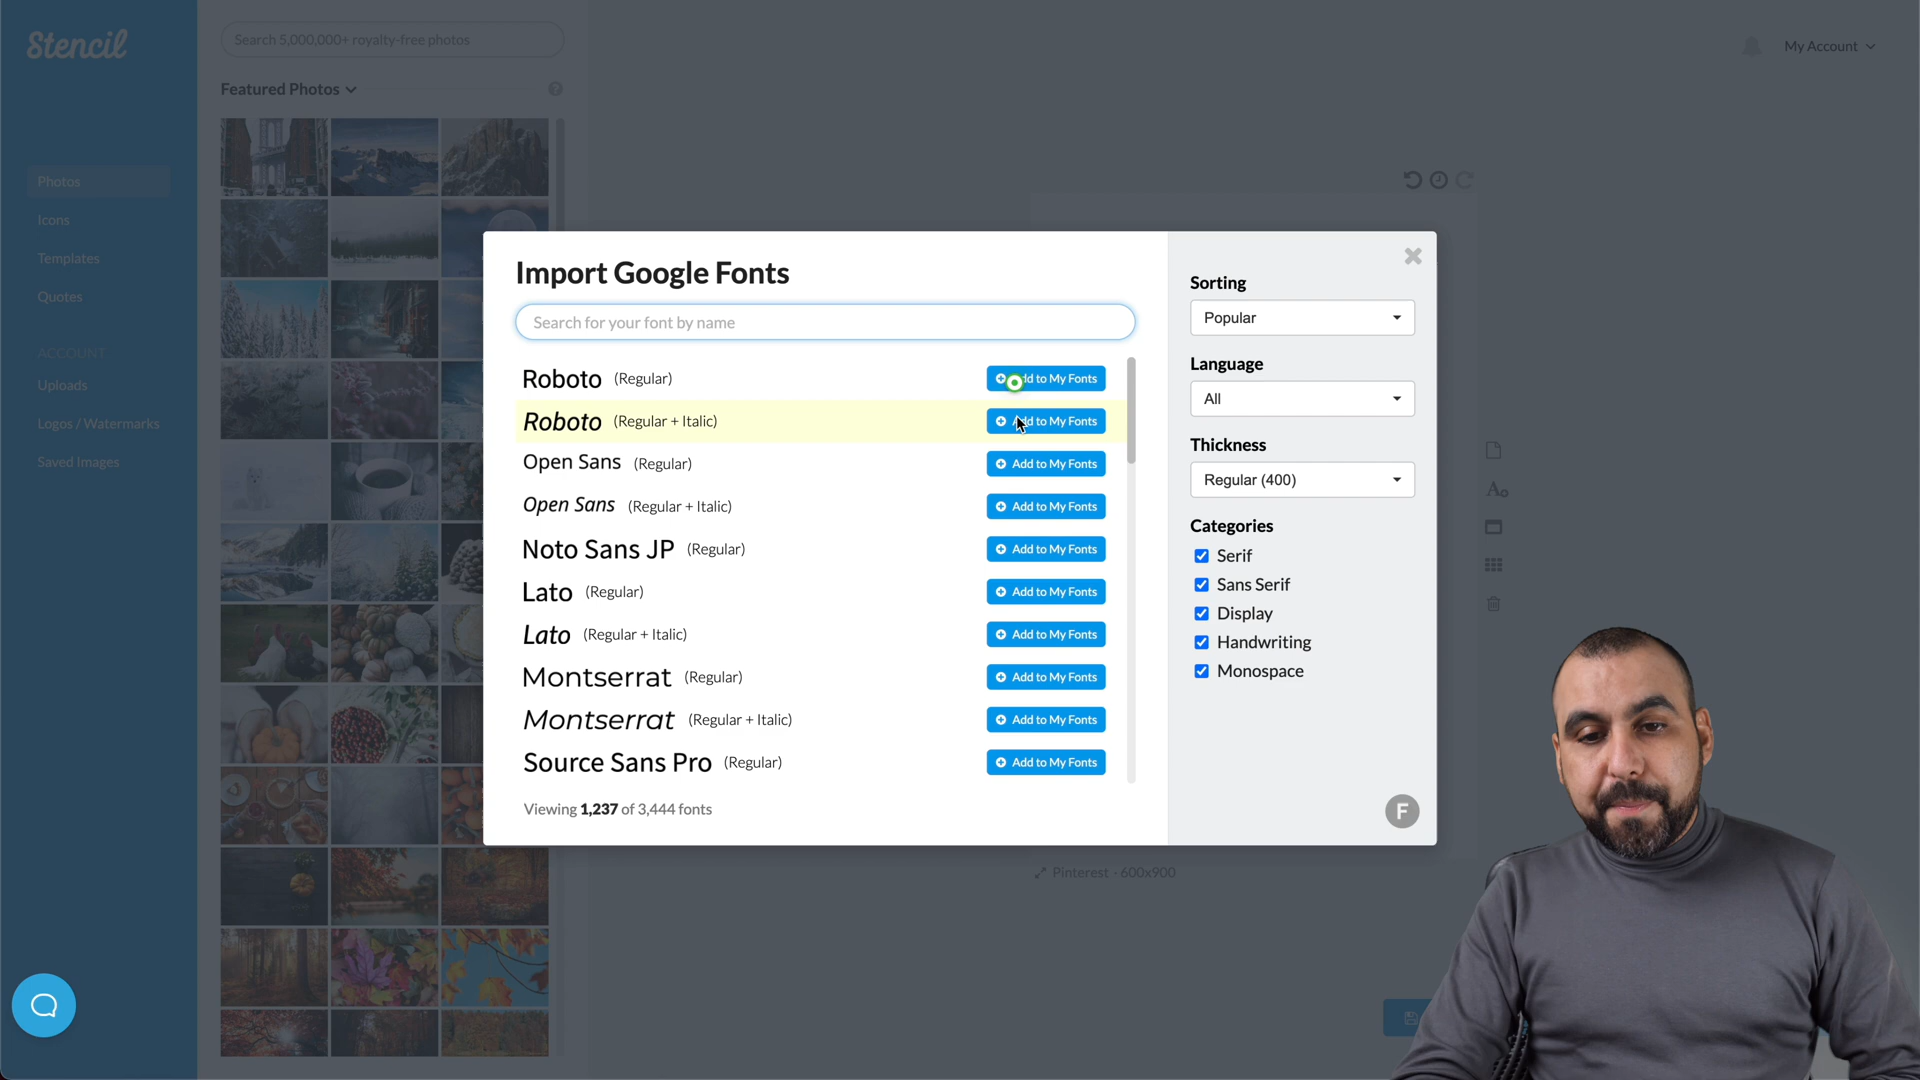 Stencil
Search 5,000,000+ royalty-free photos
My Account
Featured Photos
Photos
Icons
Templates
Quotes
ACCOUNT
Uploads
Logos / Watermarks
Saved Images
Import Google Fonts
Search for your font by name
Roboto (Regular) Add to My Fonts
Roboto (Regular + Italic) Add to My Fonts
Open Sans (Regular) Add to My Fonts
Open Sans (Regular + Italic) Add to My Fonts
Noto Sans JP (Regular) Add to My Fonts
Lato (Regular) Add to My Fonts
Lato (Regular + Italic) Add to My Fonts
Montserrat (Regular) Add to My Fonts
Montserrat (Regular + Italic) Add to My Fonts
Source Sans Pro (Regular) Add to My Fonts
Viewing 1,237 of 3,444 fonts
Sorting
Popular
Language
All
Thickness
Regular (400)
Categories
Serif
Sans Serif
Display
Handwriting
Monospace
F
Pinterest · 600x900